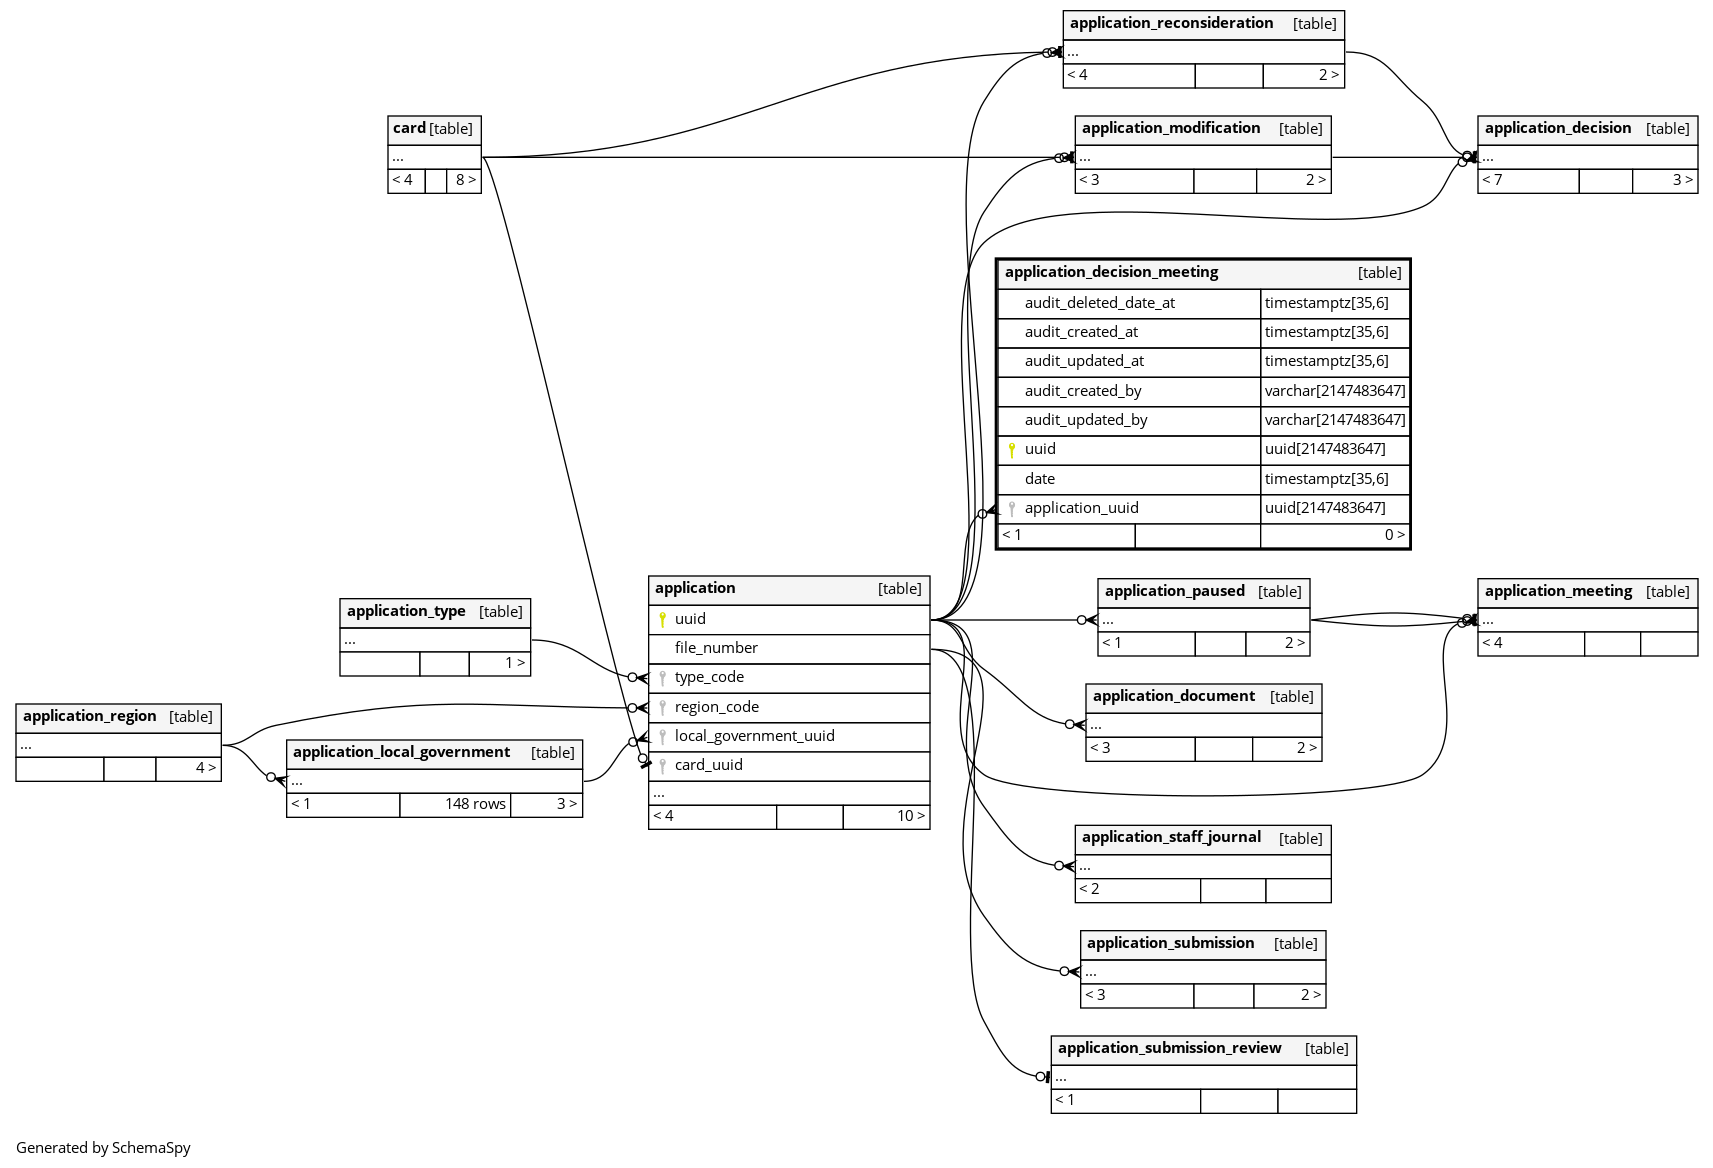 application_reconsideration [table]
...
< 4 2 >
card [table]
...
< 4 8 >
application_modification [table]
...
< 3 2 >
application_decision [table]
...
< 7 3 >
application_decision_meeting [table]
audit_deleted_date_at timestamptz[35,6]
audit_created_at timestamptz[35,6]
audit_updated_at timestamptz[35,6]
audit_created_by varchar[2147483647]
audit_updated_by varchar[2147483647]
uuid uuid[2147483647]
date timestamptz[35,6]
application_uuid uuid[2147483647]
< 1 0 >
application [table]
uuid
file_number
type_code
region_code
local_government_uuid
card_uuid
...
< 4 10 >
application_type [table]
...
1 >
application_region [table]
...
4 >
application_local_government [table]
...
< 1 148 rows 3 >
application_paused [table]
...
< 1 2 >
application_meeting [table]
...
< 4
application_document [table]
...
< 3 2 >
application_staff_journal [table]
...
< 2
application_submission [table]
...
< 3 2 >
application_submission_review [table]
...
< 1
Generated by SchemaSpy